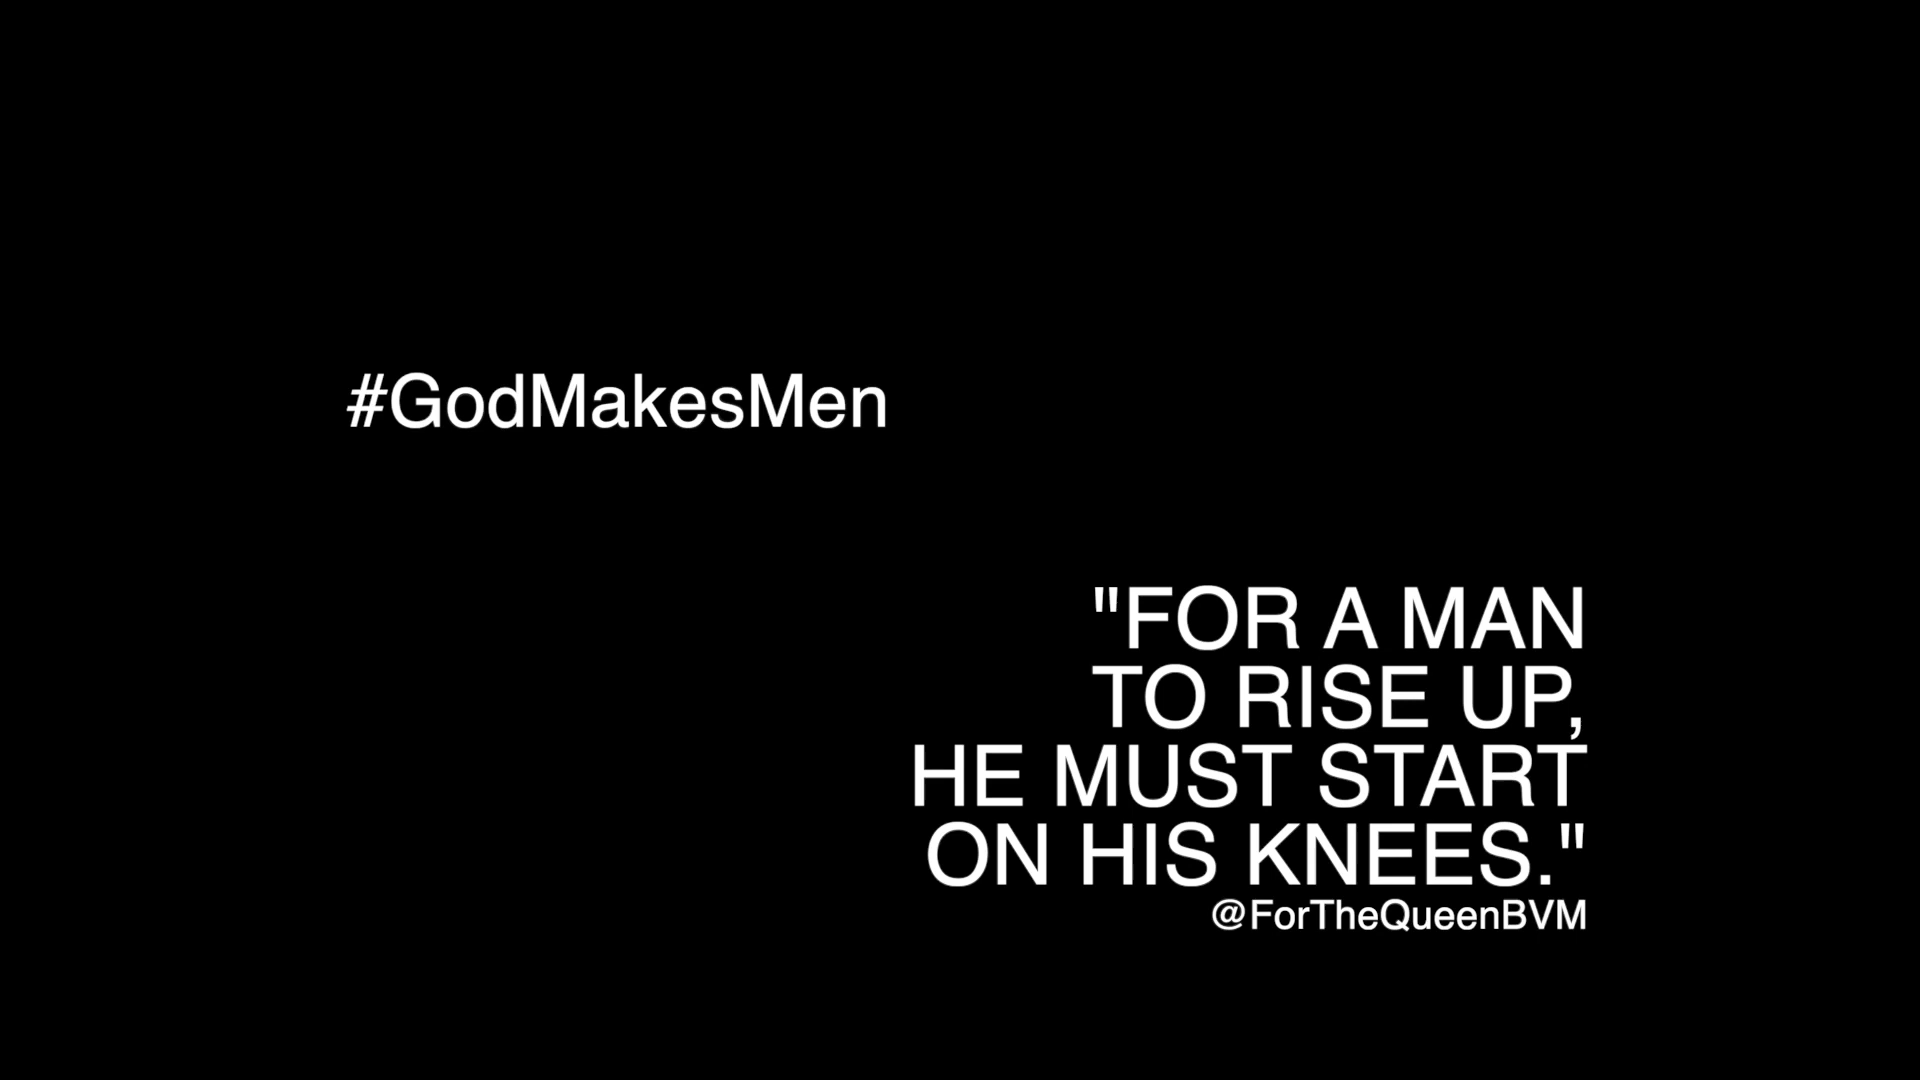 #GodMakesMen
"FOR A MAN
TO RISE UP,
HE MUST START
ON HIS KNEES."
@ForTheQueenBVM